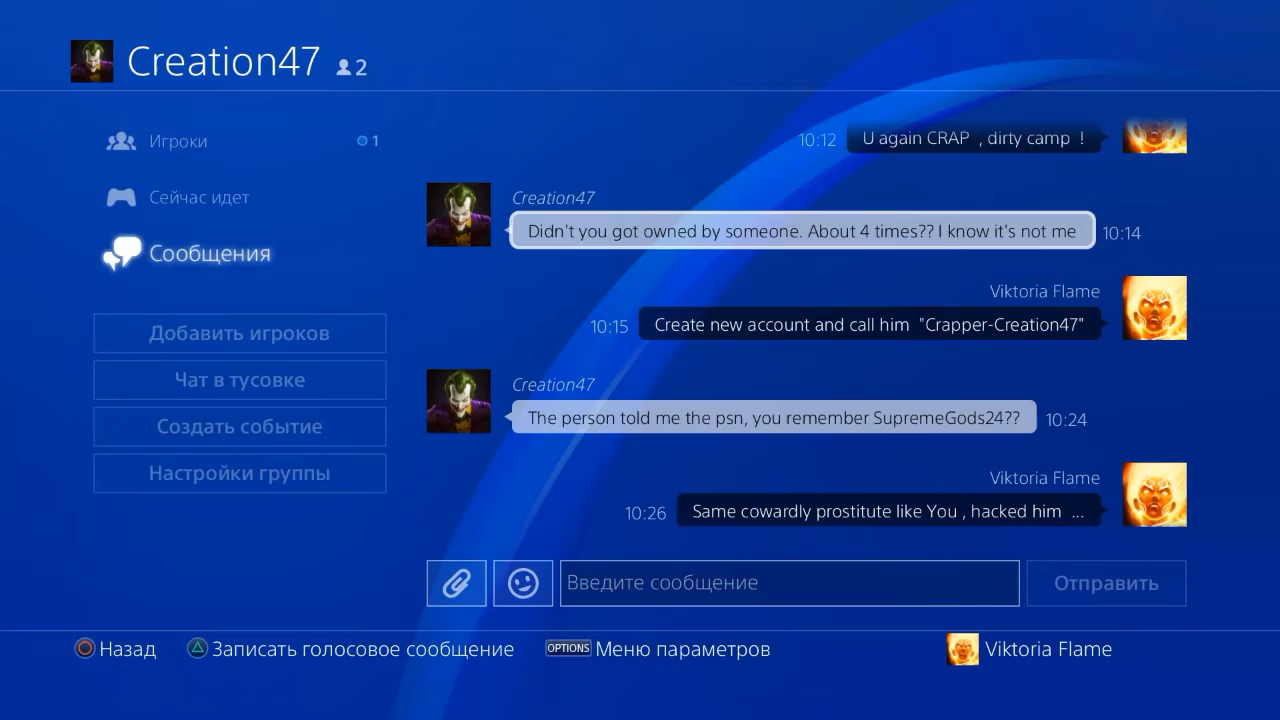 Creation47 2
Игроки 1
Сейчас идет
Сообщения
Добавить игроков
Чат в тусовке
Создать событие
Настройки группы
10:12 U again CRAP , dirty camp !
Creation47
Didn't you got owned by someone. About 4 times?? I know it's not me 10:14
Viktoria Flame
10:15 Create new account and call him "Crapper-Creation47"
Creation47
The person told me the psn, you remember SupremeGods24?? 10:24
Viktoria Flame
10:26 Same cowardly prostitute like You , hacked him ...
Введите сообщение
Отправить
Назад Записать голосовое сообщение OPTIONS Меню параметров Viktoria Flame